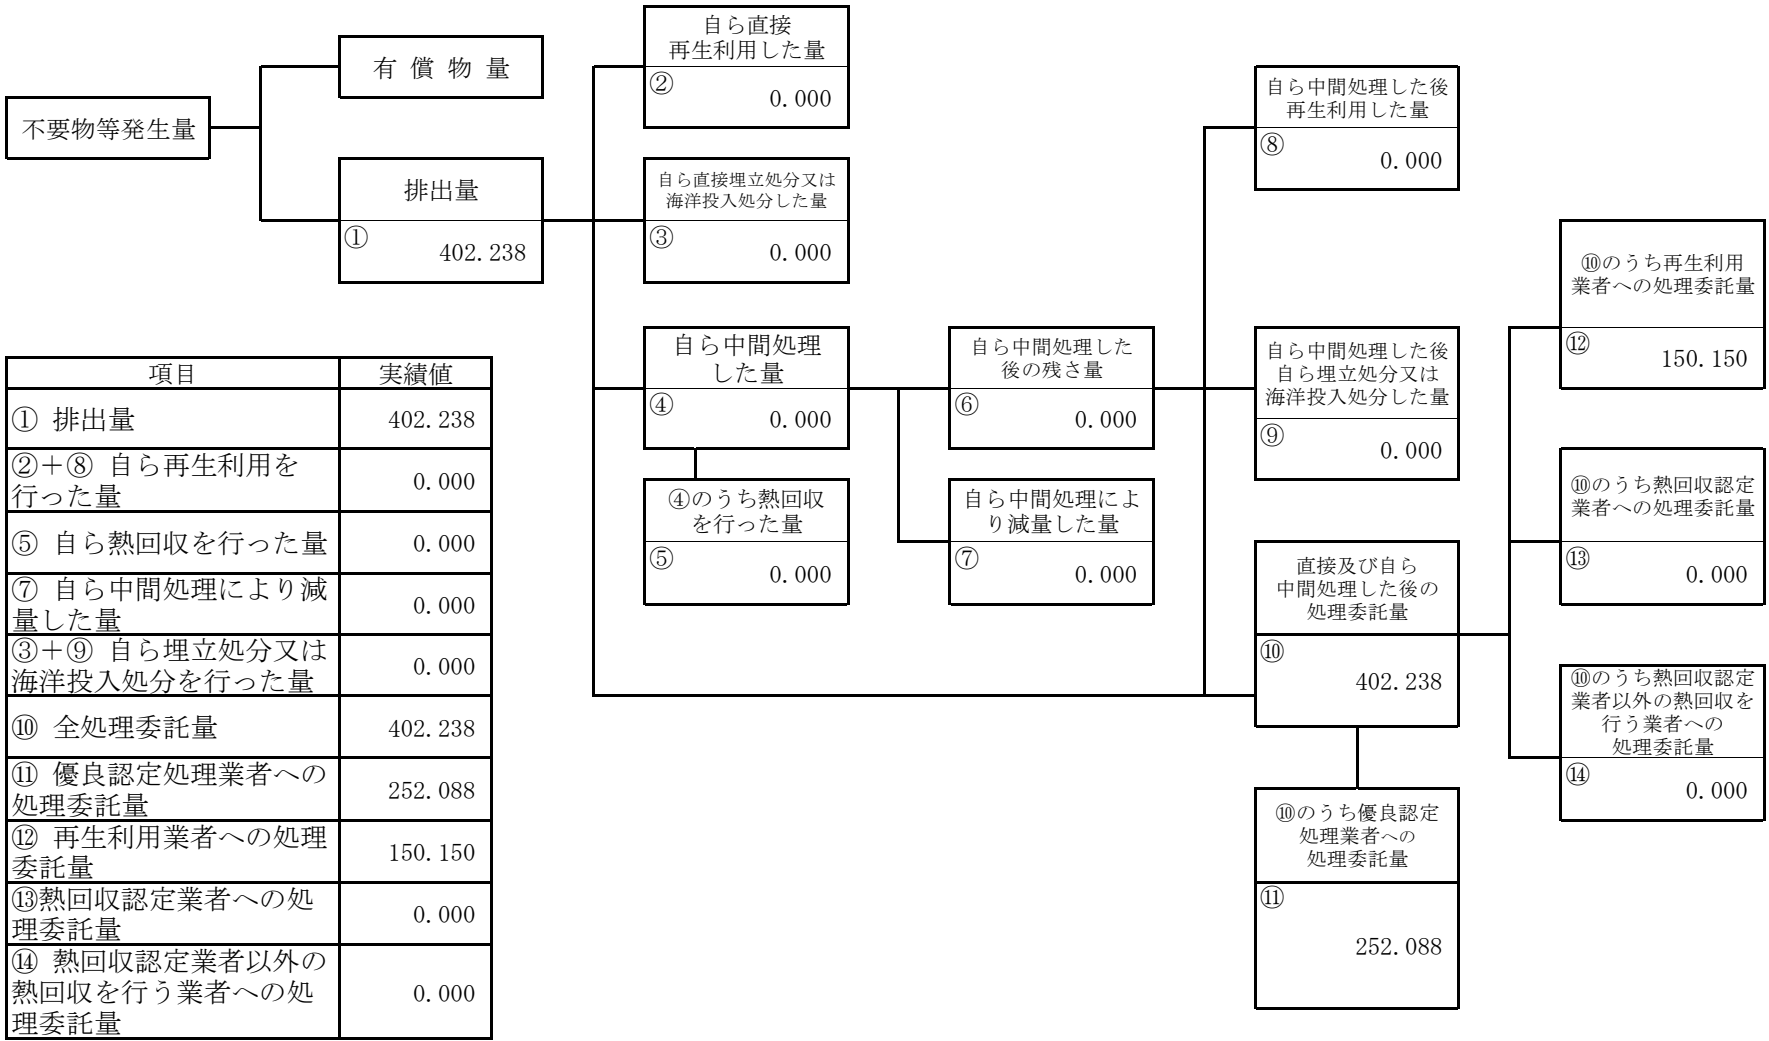 不要物等発生量
有 償 物 量
排出量
①
402.238
自ら直接
再生利用した量
②
0.000
自ら直接埋立処分又は
海洋投入処分した量
③
0.000
自ら中間処理
した量
④
0.000
④のうち熱回収
を行った量
⑤
0.000
自ら中間処理した
後の残さ量
⑥
0.000
自ら中間処理によ
り減量した量
⑦
0.000
自ら中間処理した後
再生利用した量
⑧
0.000
自ら中間処理した後
自ら埋立処分又は
海洋投入処分した量
⑨
0.000
直接及び自ら
中間処理した後の
処理委託量
⑩
402.238
⑩のうち優良認定
処理業者への
処理委託量
⑪
252.088
⑩のうち再生利用
業者への処理委託量
⑫
150.150
⑩のうち熱回収認定
業者への処理委託量
⑬
0.000
⑩のうち熱回収認定
業者以外の熱回収を
行う業者への
処理委託量
⑭
0.000
項目 実績値
① 排出量 402.238
②＋⑧ 自ら再生利用を
行った量 0.000
⑤ 自ら熱回収を行った量 0.000
⑦ 自ら中間処理により減
量した量 0.000
③＋⑨ 自ら埋立処分又は
海洋投入処分を行った量 0.000
⑩ 全処理委託量 402.238
⑪ 優良認定処理業者への
処理委託量 252.088
⑫ 再生利用業者への処理
委託量 150.150
⑬熱回収認定業者への処
理委託量 0.000
⑭ 熱回収認定業者以外の
熱回収を行う業者への処
理委託量 0.000